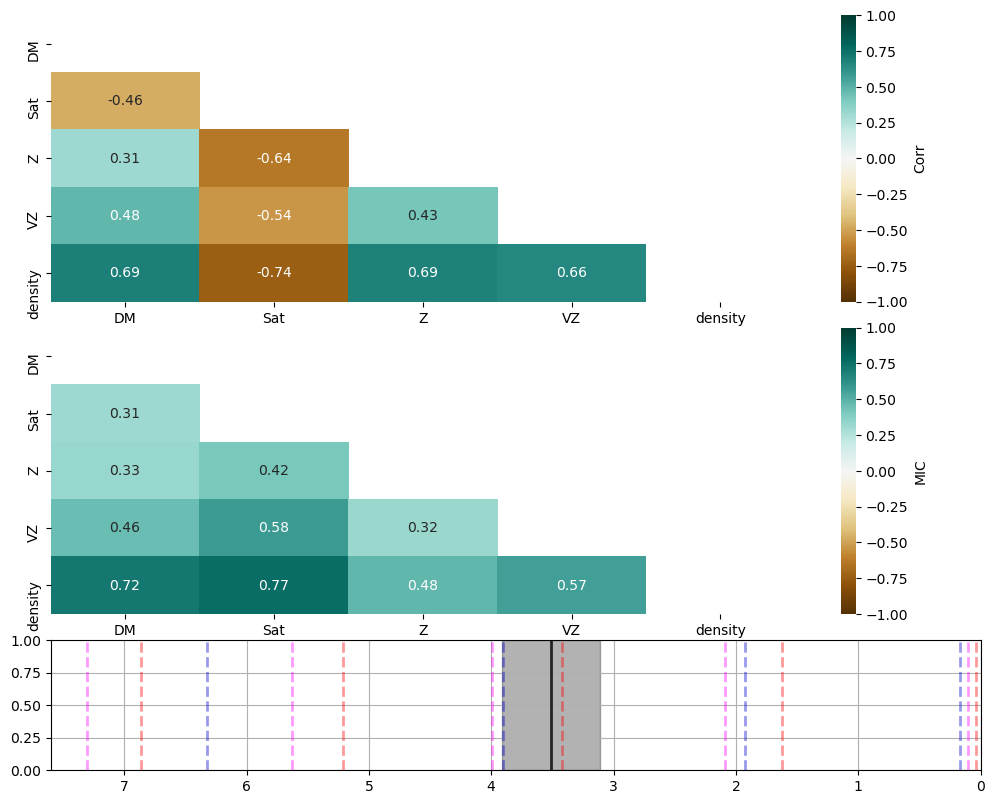 DM
Sat
Z
VZ
density
-0.46
0.31 -0.64
0.48 -0.54 0.43
0.69 -0.74 0.69 0.66
DM Sat Z VZ density
1.00
0.75
0.50
0.25
0.00
−0.25
−0.50
−0.75
−1.00
Corr
DM
Sat
Z
VZ
density
0.31
0.33 0.42
0.46 0.58 0.32
0.72 0.77 0.48 0.57
DM Sat Z VZ density
1.00
0.75
0.50
0.25
0.00
−0.25
−0.50
−0.75
−1.00
MIC
1.00
0.75
0.50
0.25
0.00
7 6 5 4 3 2 1 0